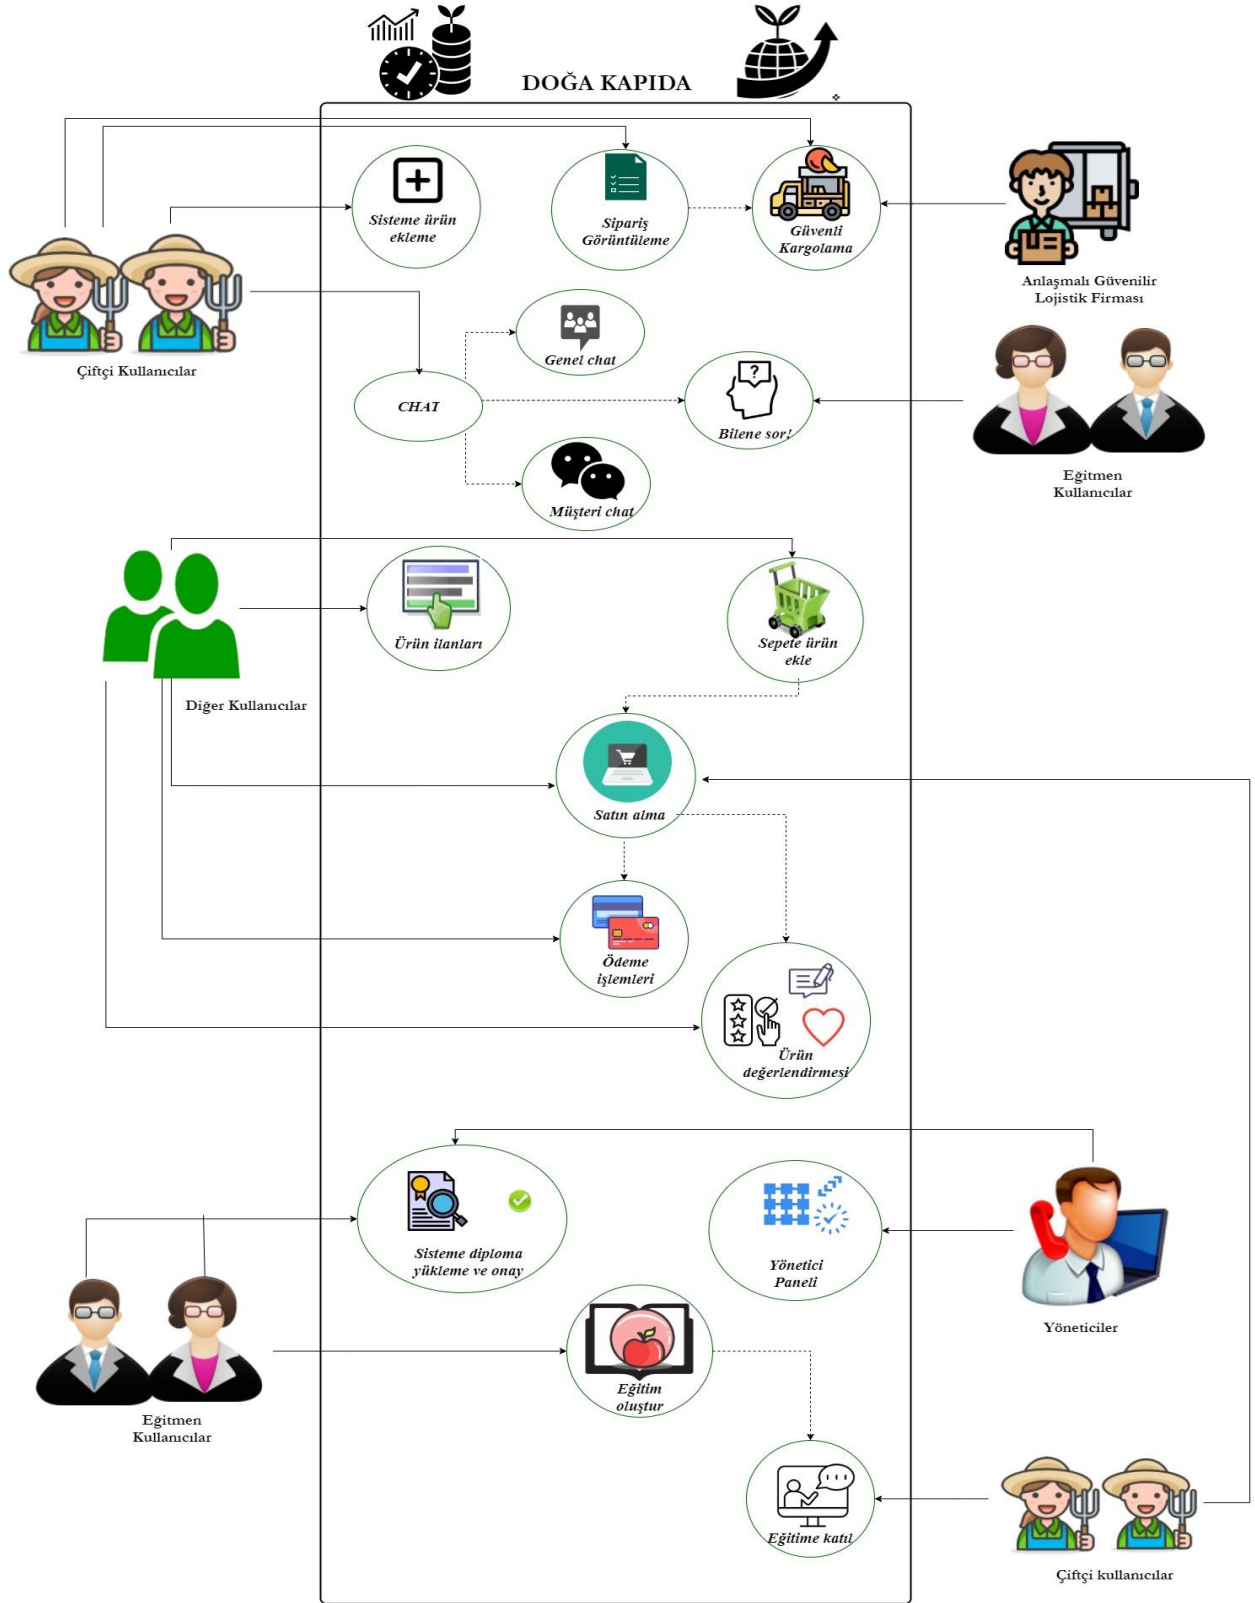 DOĞA KAPIDA
Sisteme ürün
ekleme
Sipariş
Görüntüleme
Güvenli
Kargolama
Anlaşmalı Güvenilir
Lojistik Firması
Çiftçi Kullanıcılar
Genel chat
CHAT
?
Bilene sor!
Müşteri chat
Eğitmen
Kullanıcılar
Ürün ilanları
Sepete ürün
ekle
Diğer Kullanıcılar
Satın alma
Ödeme
işlemleri
Ürün
değerlendirmesi
Sisteme diploma
yükleme ve onay
Yönetici
Paneli
Yöneticiler
Eğitmen
Kullanıcılar
Eğitim
oluştur
Eğitime katıl
Çiftçi kullanıcılar